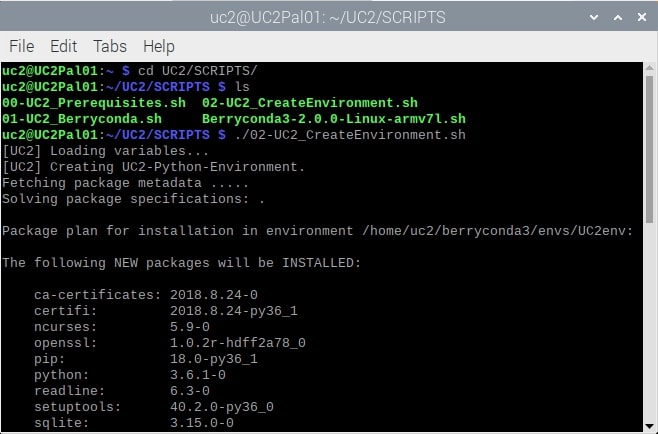 uc2@UC2Pal01: ~/UC2/SCRIPTS
File Edit Tabs Help
uc2@UC2Pal01:~ $ cd UC2/SCRIPTS/
uc2@UC2Pal01:~/UC2/SCRIPTS $ ls
00-UC2_Prerequisites.sh  02-UC2_CreateEnvironment.sh
01-UC2_Berryconda.sh     Berryconda3-2.0.0-Linux-armv7l.sh
uc2@UC2Pal01:~/UC2/SCRIPTS $ ./02-UC2_CreateEnvironment.sh
[UC2] Loading variables...
[UC2] Creating UC2-Python-Environment.
Fetching package metadata .....
Solving package specifications: .
Package plan for installation in environment /home/uc2/berryconda3/envs/UC2env:
The following NEW packages will be INSTALLED:
    ca-certificates: 2018.8.24-0
    certifi:         2018.8.24-py36_1
    ncurses:         5.9-0
    openssl:         1.0.2r-hdff2a78_0
    pip:             18.0-py36_1
    python:          3.6.1-0
    readline:        6.3-0
    setuptools:      40.2.0-py36_0
    sqlite:          3.15.0-0